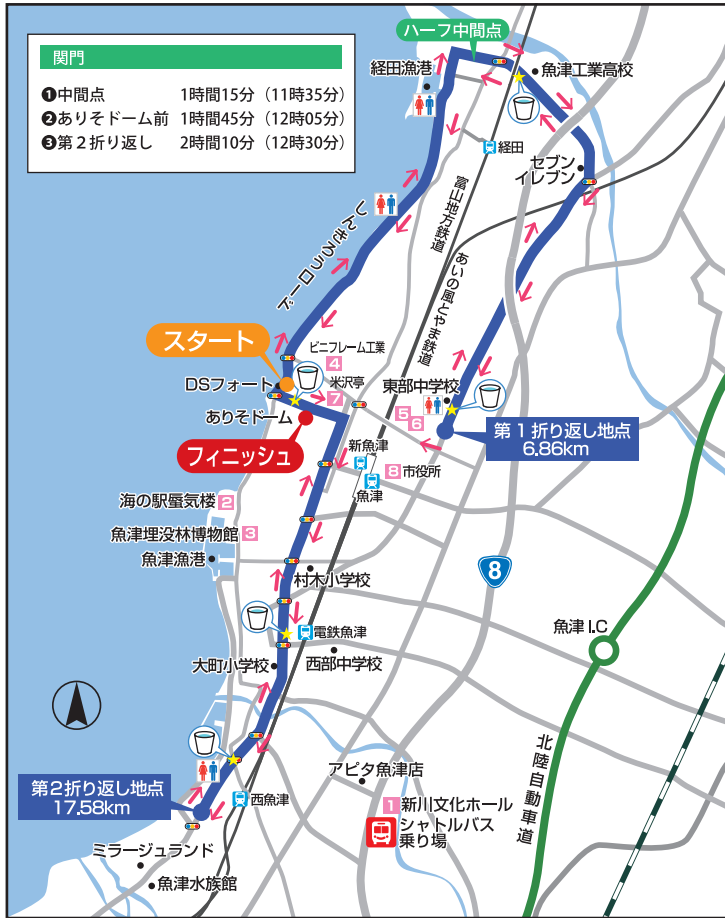 関門
❶中間点 1時間15分（11時35分）
❷ありそドーム前 1時間45分（12時05分）
❸第2折り返し 2時間10分（12時30分）
ハーフ中間点
経田漁港
魚津工業高校
経田
セブン
イレブン
しんきろうロード
富山地方鉄道
あいの風とやま鉄道
スタート
ビニフレーム工業
4
DSフォート
米沢亭
7
ありそドーム
フィニッシュ
東部中学校
5
6
第1折り返し地点
6.86km
新魚津
魚津
8 市役所
海の駅蜃気楼 2
魚津埋没林博物館 3
魚津漁港
8
村木小学校
電鉄魚津
大町小学校
西部中学校
魚津 I.C
北陸自動車道
第2折り返し地点
17.58km
西魚津
アピタ魚津店
1 新川文化ホール
シャトルバス
乗り場
ミラージュランド
魚津水族館